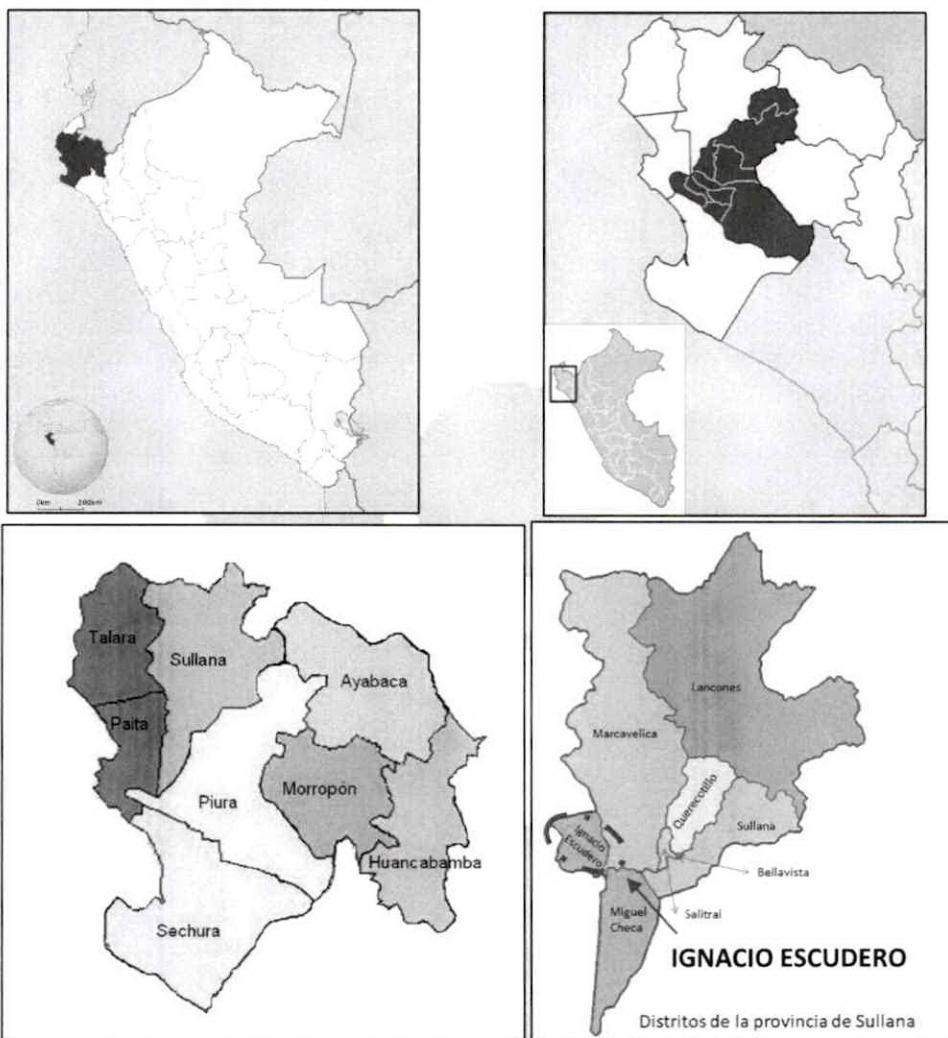 0km 200km
Talara
Sullana
Ayabaca
Paita
Piura
Morropón
Huancabamba
Sechura
Lancones
Marcavelica
Querecotillo
Sullana
Ignacio
Escudero
Bellavista
Salitral
Miguel
Checa
IGNACIO ESCUDERO
Distritos de la provincia de Sullana